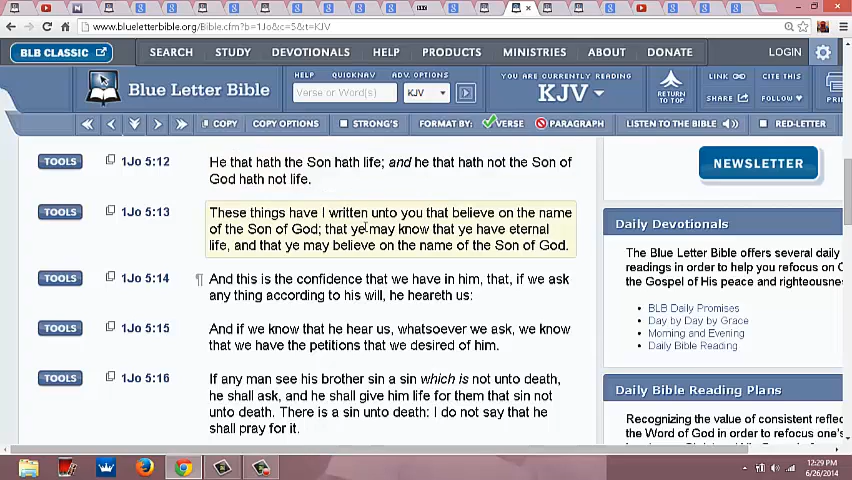 www.blueletterbible.org/Bible.cfm?b=1Jo&c=5&t=KJV
BLB CLASSIC SEARCH STUDY DEVOTIONALS HELP PRODUCTS MINISTRIES ABOUT DONATE LOGIN
HELP QUICKNAV ADV. OPTIONS YOU ARE CURRENTLY READING LINK CITE THIS
Blue Letter Bible Verse or Word(s) KJV KJV RETURN TO TOP SHARE FOLLOW PRI
COPY COPY OPTIONS STRONG'S FORMAT BY: VERSE PARAGRAPH LISTEN TO THE BIBLE RED-LETTER
TOOLS 1Jo 5:12 He that hath the Son hath life; and he that hath not the Son of
God hath not life.
TOOLS 1Jo 5:13 These things have I written unto you that believe on the name
of the Son of God; that ye may know that ye have eternal
life, and that ye may believe on the name of the Son of God.
TOOLS 1Jo 5:14 ¶ And this is the confidence that we have in him, that, if we ask
any thing according to his will, he heareth us:
TOOLS 1Jo 5:15 And if we know that he hear us, whatsoever we ask, we know
that we have the petitions that we desired of him.
TOOLS 1Jo 5:16 If any man see his brother sin a sin which is not unto death,
he shall ask, and he shall give him life for them that sin not
unto death. There is a sin unto death: I do not say that he
shall pray for it.
NEWSLETTER
Daily Devotionals
The Blue Letter Bible offers several daily
readings in order to help you refocus on C
the Gospel of His peace and righteousnes
BLB Daily Promises
Day by Day by Grace
Morning and Evening
Daily Bible Reading
Daily Bible Reading Plans
Recognizing the value of consistent reflec
the Word of God in order to refocus one's
12:29 PM
6/26/2014